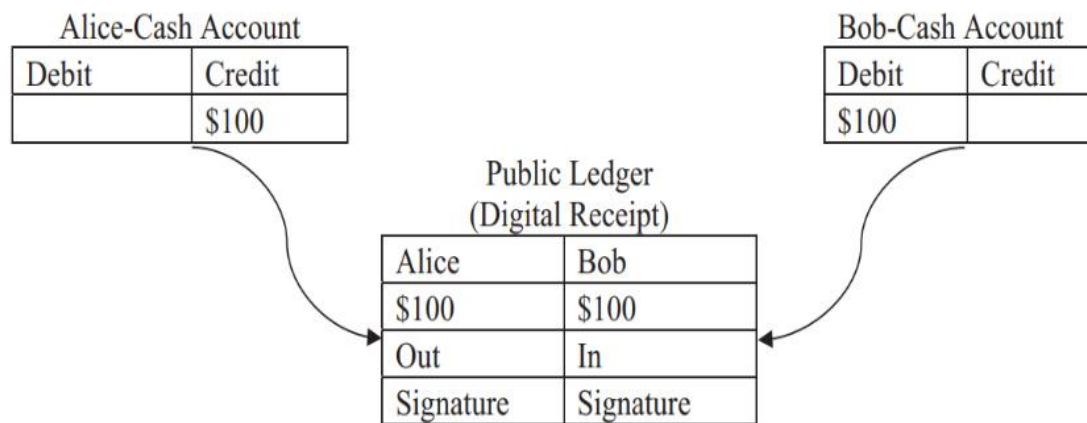 Alice-Cash Account
Debit Credit
$100
Bob-Cash Account
Debit Credit
$100
Public Ledger
(Digital Receipt)
Alice Bob
$100 $100
Out In
Signature Signature